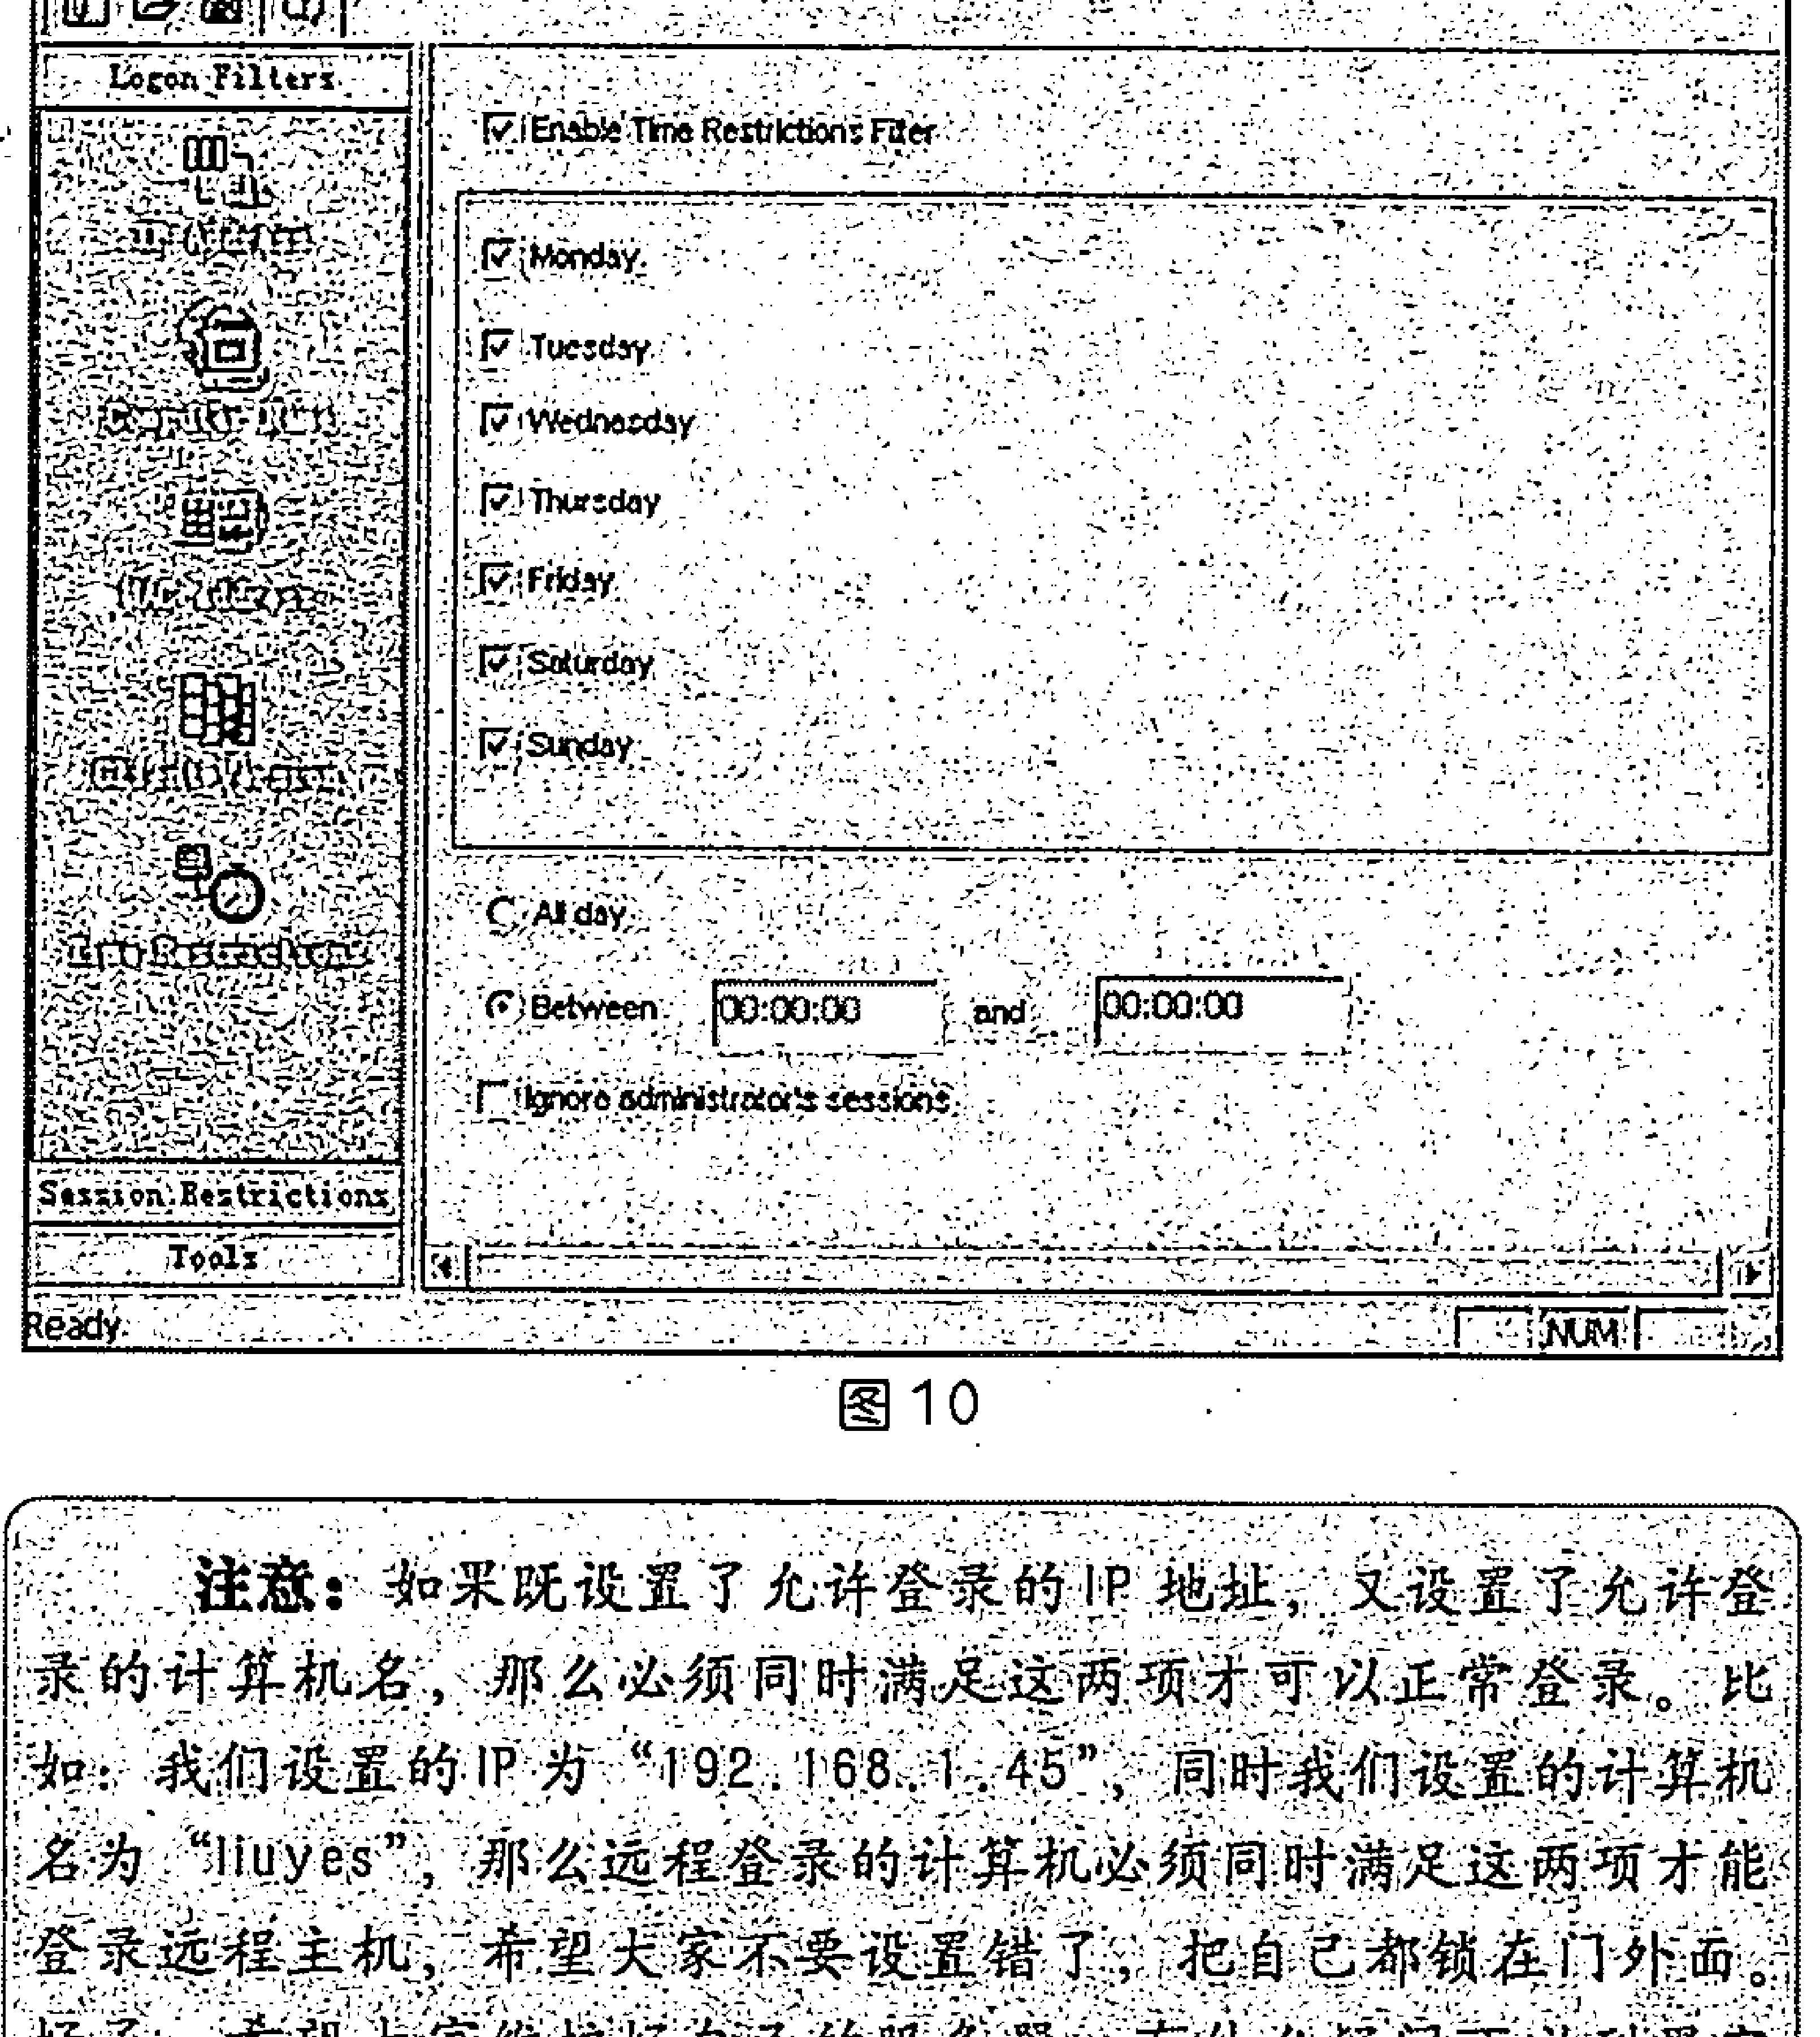 Logon Filters
Enable Time Restrictions Filter
Monday
Tuesday
Wednesday
Thursday
Friday
Saturday
Sunday
All day
Time Restrictions
Between 00:00:00 and 00:00:00
Ignore administrator's sessions
Session Restrictions
Tools
Ready
NUM
图10
注意：如果既设置了允许登录的IP 地址，又设置了允许登
录的计算机名，那么必须同时满足这两项才可以正常登录。比
如：我们设置的IP为“192.168.1.45”，同时我们设置的计算机
名为“liuyes”，那么远程登录的计算机必须同时满足这两项才能
登录远程主机，希望大家不要设置错了，把自己都锁在门外面。